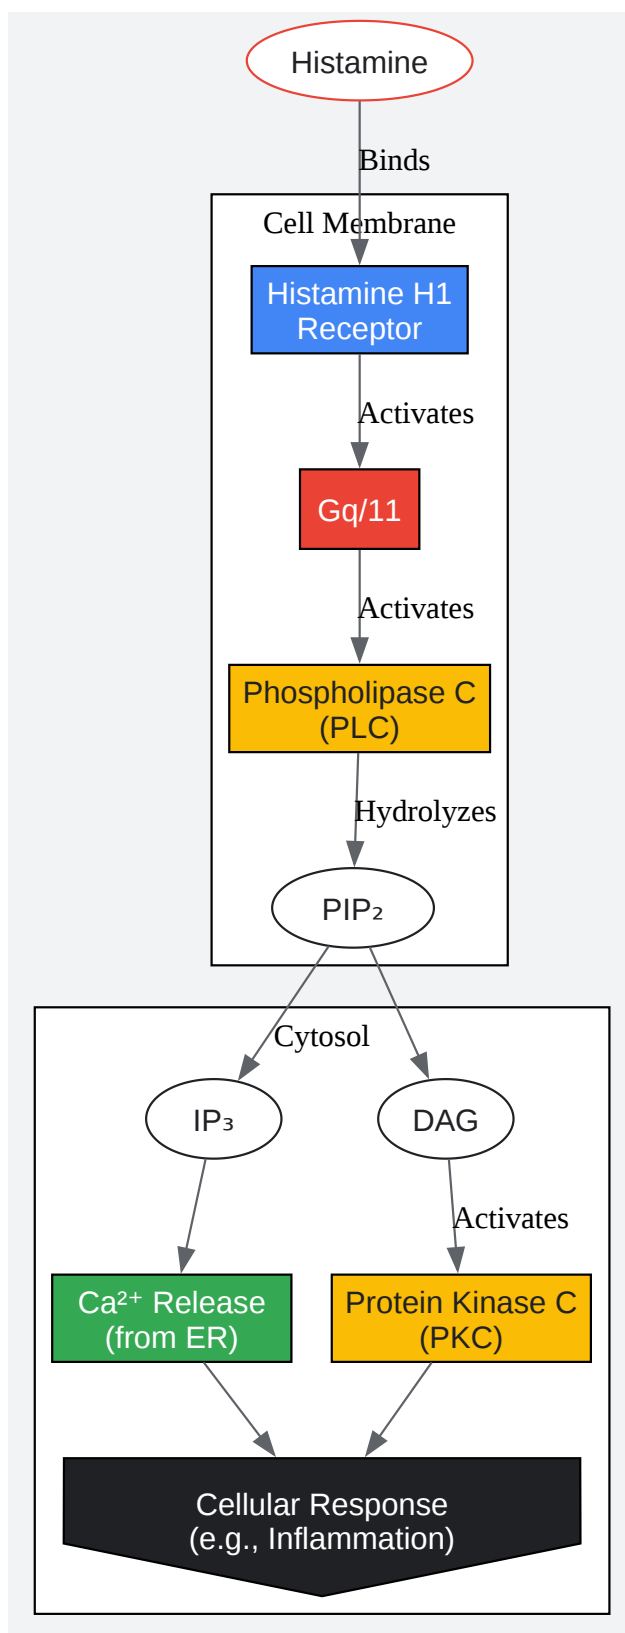 Histamine
Binds
Cell Membrane
Histamine H1
Receptor
Activates
Gq/11
Activates
Phospholipase C
(PLC)
Hydrolyzes
PIP₂
Cytosol
IP₃
DAG
Activates
Ca²⁺ Release
(from ER)
Protein Kinase C
(PKC)
Cellular Response
(e.g., Inflammation)